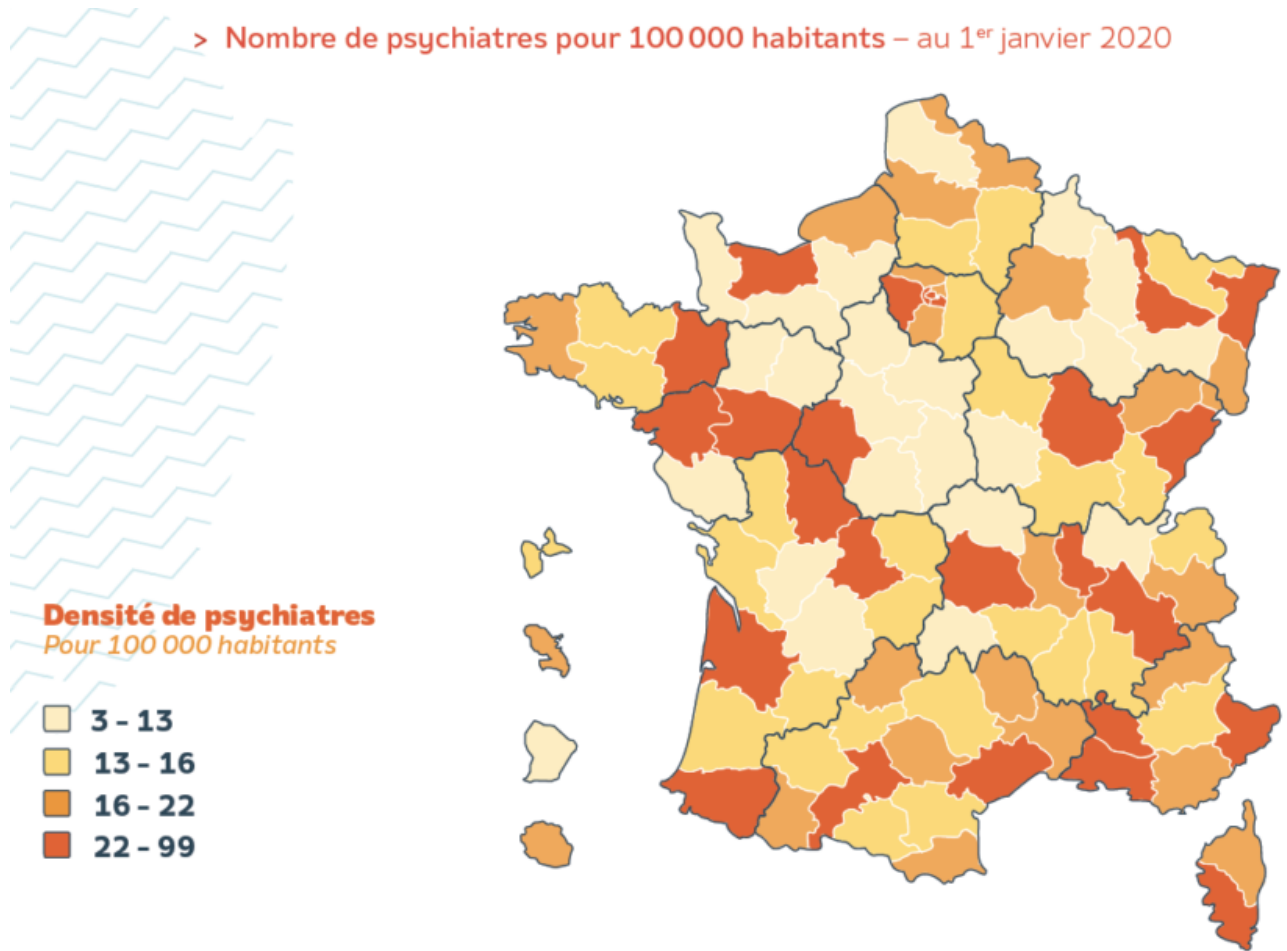 > Nombre de psychiatres pour 100 000 habitants – au 1er janvier 2020
Densité de psychiatres
Pour 100 000 habitants
3 - 13
13 - 16
16 - 22
22 - 99